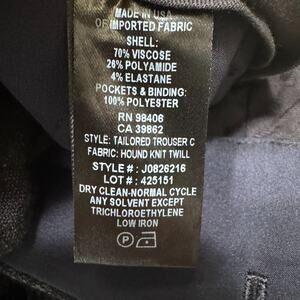 MADE IN USA
OF IMPORTED FABRIC
SHELL:
70% VISCOSE
26% POLYAMIDE
4% ELASTANE
POCKETS & BINDING:
100% POLYESTER
RN 98406
CA 39862
STYLE: TAILORED TROUSER C
FABRIC: HOUND KNIT TWILL
STYLE # : J0826216
LOT # : 425151
DRY CLEAN-NORMAL CYCLE
ANY SOLVENT EXCEPT
TRICHLOROETHYLENE
LOW IRON
P